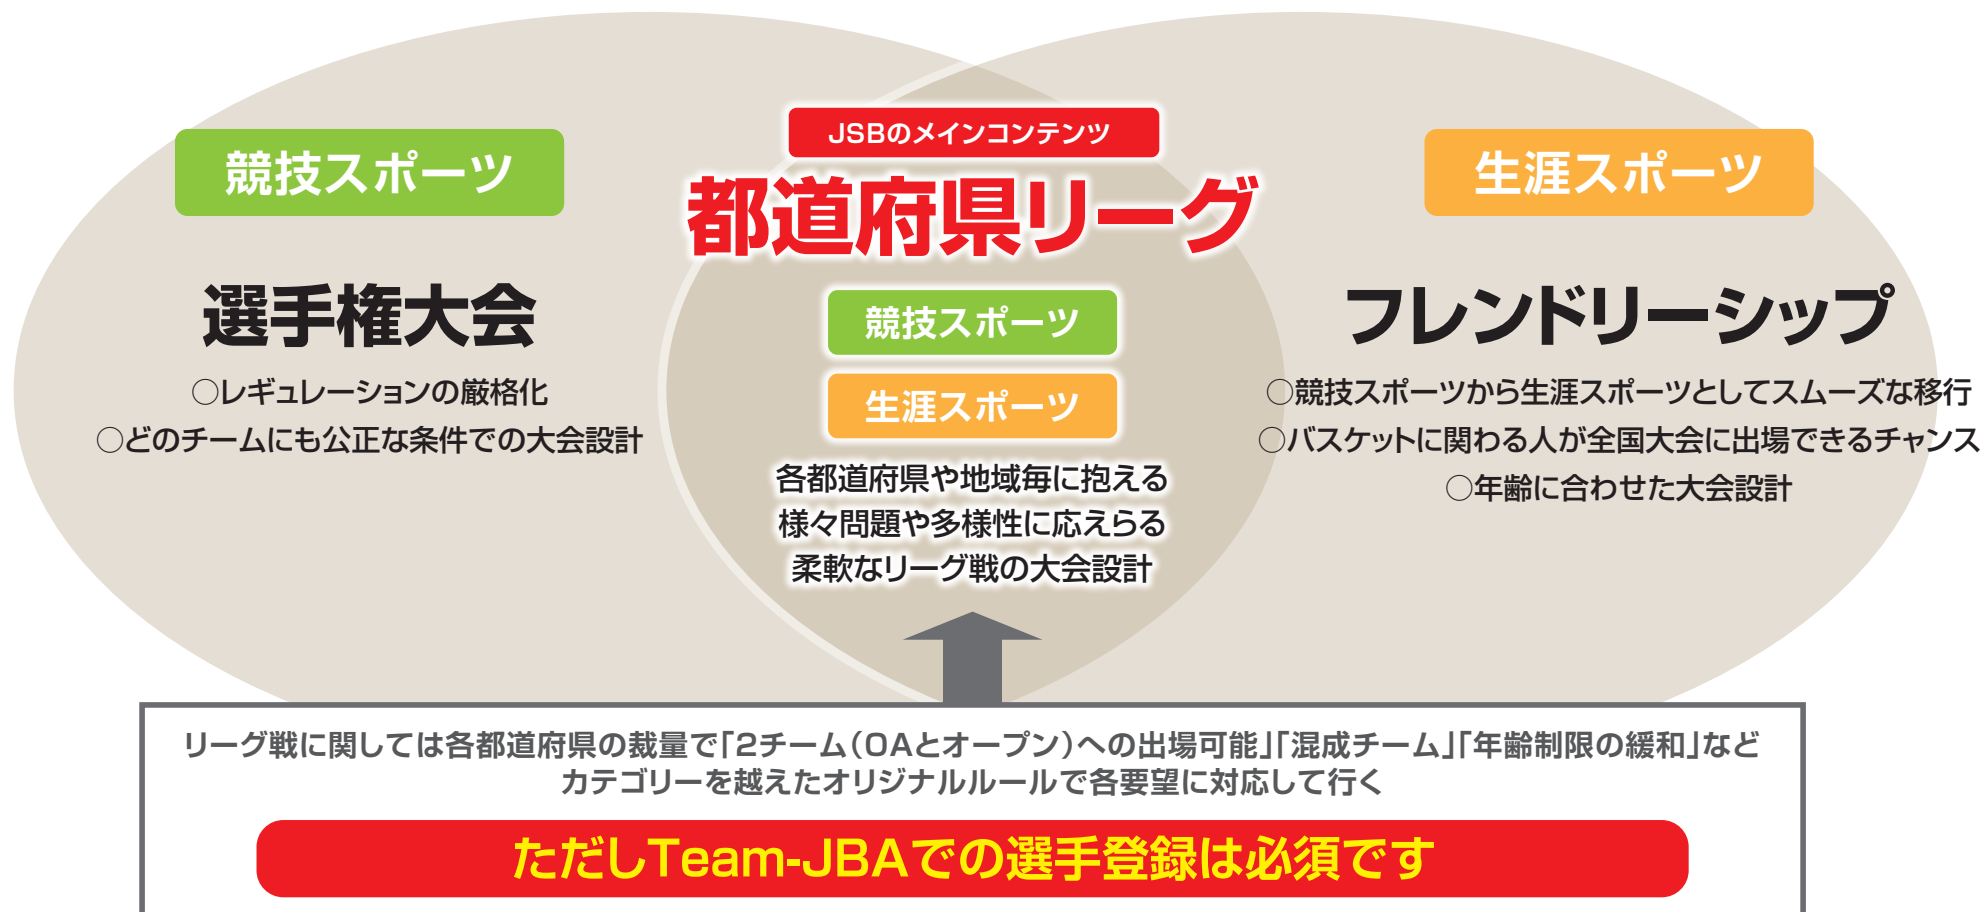 競技スポーツ
選手権大会
○レギュレーションの厳格化
○どのチームにも公正な条件での大会設計
JSBのメインコンテンツ
都道府県リーグ
競技スポーツ
生涯スポーツ
各都道府県や地域毎に抱える
様々問題や多様性に応えらる
柔軟なリーグ戦の大会設計
生涯スポーツ
フレンドリーシップ
○競技スポーツから生涯スポーツとしてスムーズな移行
○バスケットに関わる人が全国大会に出場できるチャンス
○年齢に合わせた大会設計
リーグ戦に関しては各都道府県の裁量で「2チーム（OAとオープン）への出場可能」「混成チーム」「年齢制限の緩和」など
カテゴリーを越えたオリジナルルールで各要望に対応して行く
ただしTeam-JBAでの選手登録は必須です